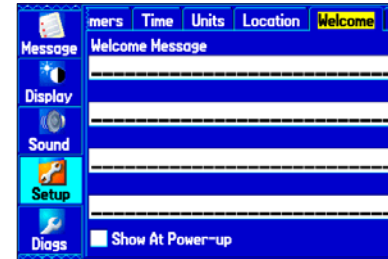 mers Time Units Location Welcome
Message
Welcome Message
Display
Sound
Setup
Show At Power-up
Diags